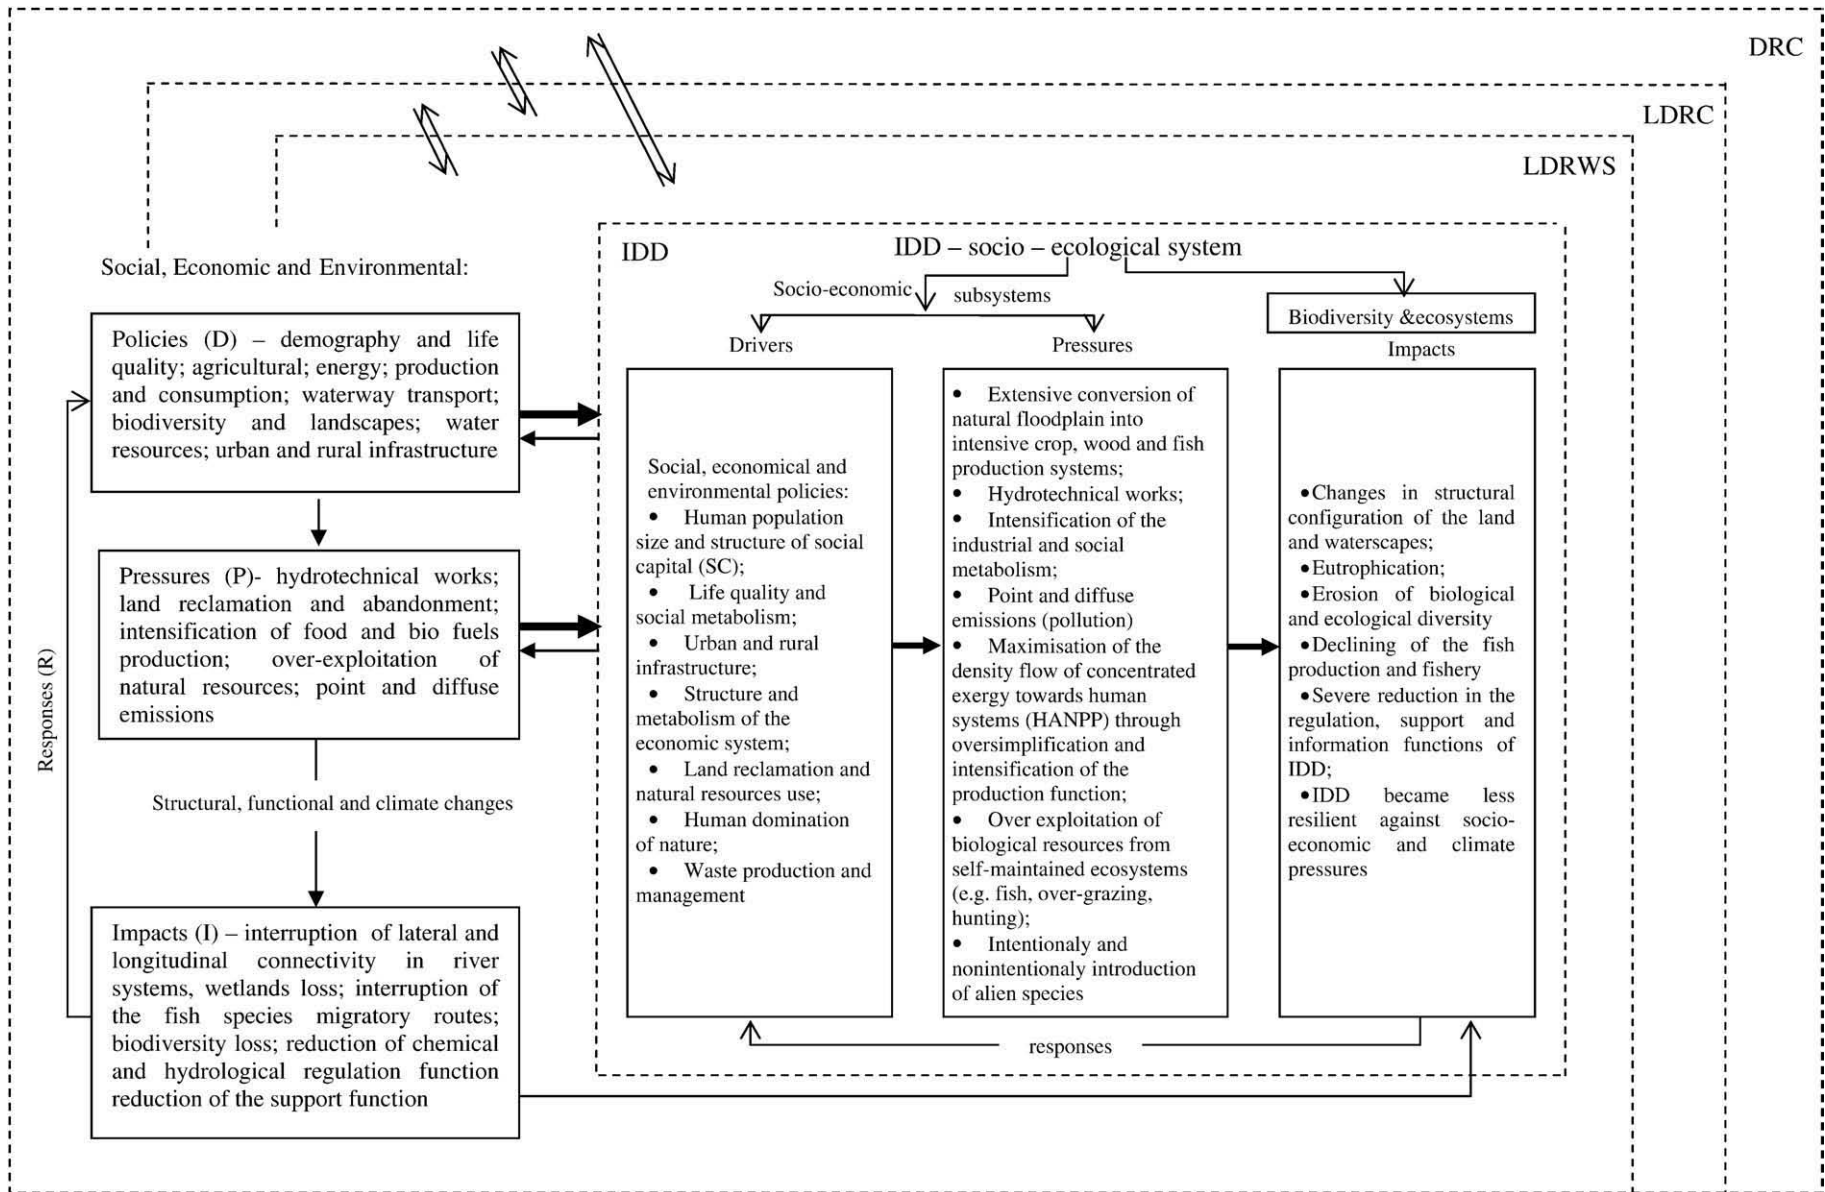 DRC
LDRC
LDRWS
Social, Economic and Environmental:
Policies (D) – demography and life
quality; agricultural; energy; production
and consumption; waterway transport;
biodiversity and landscapes; water
resources; urban and rural infrastructure
Pressures (P)- hydrotechnical works;
land reclamation and abandonment;
intensification of food and bio fuels
production; over-exploitation of
natural resources; point and diffuse
emissions
Responses (R)
Structural, functional and climate changes
Impacts (I) – interruption of lateral and
longitudinal connectivity in river
systems, wetlands loss; interruption of
the fish species migratory routes;
biodiversity loss; reduction of chemical
and hydrological regulation function
reduction of the support function
IDD
IDD – socio – ecological system
Socio-economic subsystems
Biodiversity &ecosystems
Drivers
Pressures
Impacts
Social, economical and
environmental policies:
• Human population
size and structure of social
capital (SC);
• Life quality and
social metabolism;
• Urban and rural
infrastructure;
• Structure and
metabolism of the
economic system;
• Land reclamation and
natural resources use;
• Human domination
of nature;
• Waste production and
management
• Extensive conversion of
natural floodplain into
intensive crop, wood and fish
production systems;
• Hydrotechnical works;
• Intensification of the
industrial and social
metabolism;
• Point and diffuse
emissions (pollution)
• Maximisation of the
density flow of concentrated
exergy towards human
systems (HANPP) through
oversimplification and
intensification of the
production function;
• Over exploitation of
biological resources from
self-maintained ecosystems
(e.g. fish, over-grazing,
hunting);
• Intentionaly and
nonintentionaly introduction
of alien species
•Changes in structural
configuration of the land
and waterscapes;
•Eutrophication;
•Erosion of biological
and ecological diversity
•Declining of the fish
production and fishery
•Severe reduction in the
regulation, support and
information functions of
IDD;
•IDD became less
resilient against socio-
economic and climate
pressures
responses